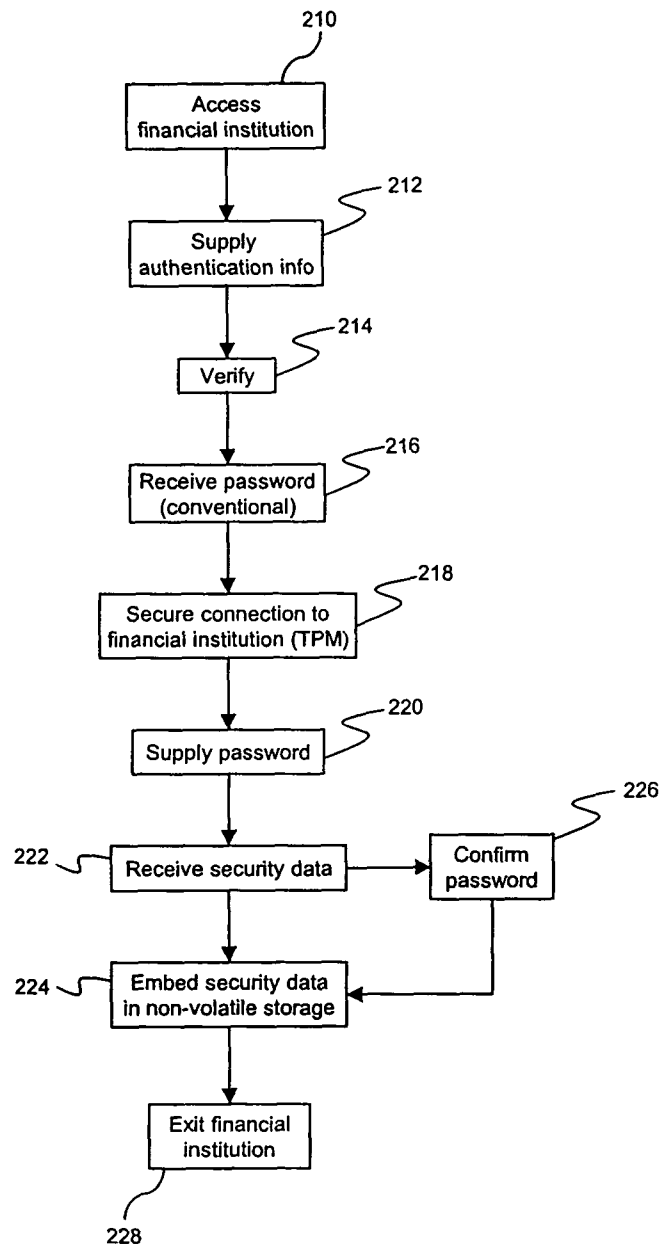 210
Access
financial institution
212
Supply
authentication info
214
Verify
216
Receive password
(conventional)
218
Secure connection to
financial institution (TPM)
220
Supply password
226
222
Receive security data
Confirm
password
224
Embed security data
in non-volatile storage
Exit financial
institution
228